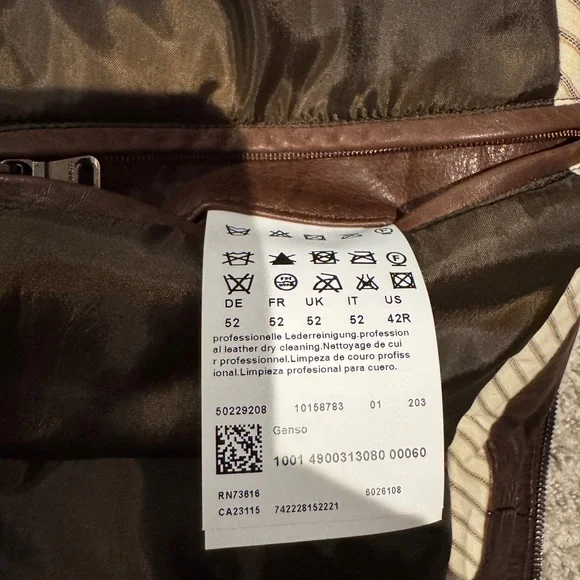 DE FR UK IT US
52 52 52 52 42R
professionelle Lederreinigung.profession
al leather dry cleaning.Nettoyage de cui
r professionnel.Limpeza de couro profiss
ional.Limpieza profesional para cuero.
50229208 10158783 01 203
Genso
1001 4900313080 00060
RN73616 6026108
CA23115 742228152221